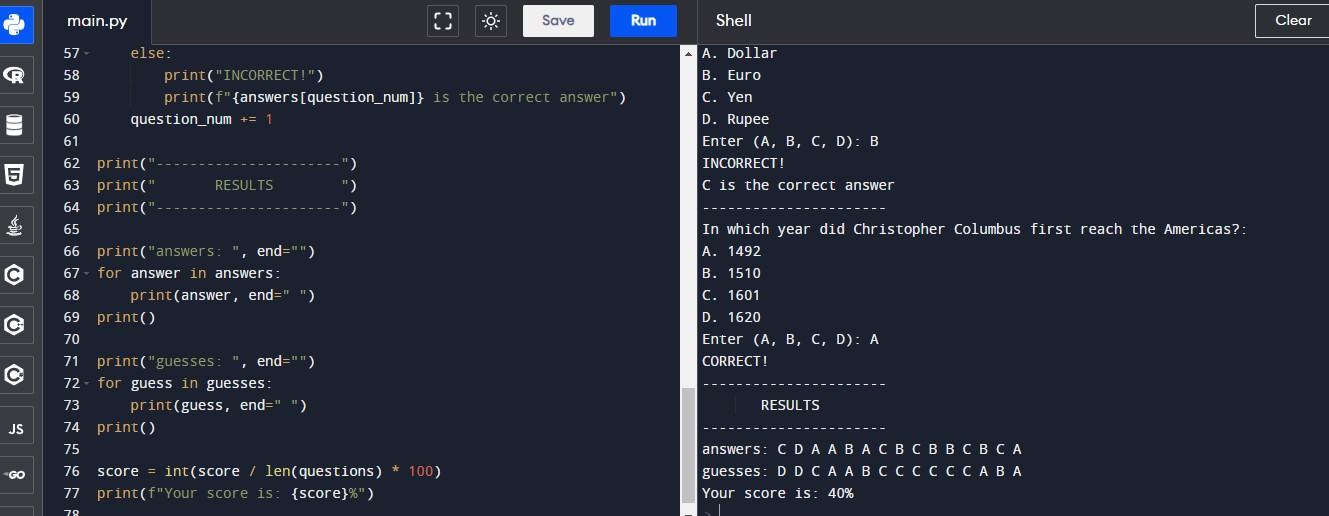 main.py
Save
Run
Shell
Clear
57 else:
58 print("INCORRECT!")
59 print(f"{answers[question_num]} is the correct answer")
60 question_num += 1
61
62 print("----------------------")
63 print("       RESULTS        ")
64 print("----------------------")
65
66 print("answers: ", end="")
67 for answer in answers:
68 print(answer, end=" ")
69 print()
70
71 print("guesses: ", end="")
72 for guess in guesses:
73 print(guess, end=" ")
74 print()
75
76 score = int(score / len(questions) * 100)
77 print(f"Your score is: {score}%")
78
R
5
C
C
C
JS
GO
A. Dollar
B. Euro
C. Yen
D. Rupee
Enter (A, B, C, D): B
INCORRECT!
C is the correct answer
----------------------
In which year did Christopher Columbus first reach the Americas?:
A. 1492
B. 1510
C. 1601
D. 1620
Enter (A, B, C, D): A
CORRECT!
----------------------
RESULTS
----------------------
answers: C D A A B A C B C B B C B C A
guesses: D D C A A B C C C C C C A B A
Your score is: 40%
>